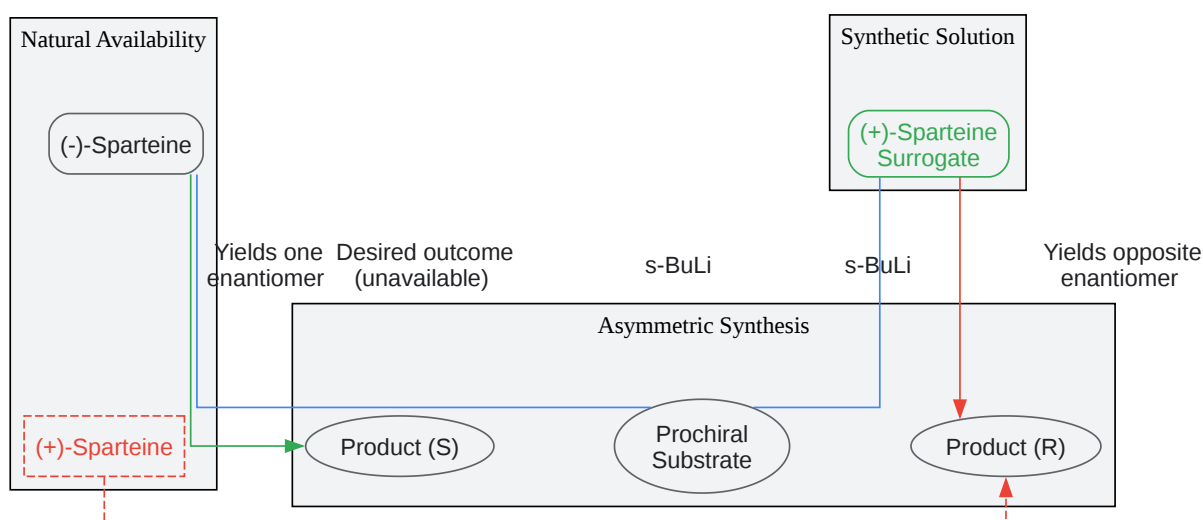 Natural Availability
Synthetic Solution
(-)-Sparteine
(+)-Sparteine
Surrogate
Yields one
enantiomer
Desired outcome
(unavailable)
s-BuLi
s-BuLi
Yields opposite
enantiomer
Asymmetric Synthesis
(+)-Sparteine
Product (S)
Prochiral
Substrate
Product (R)